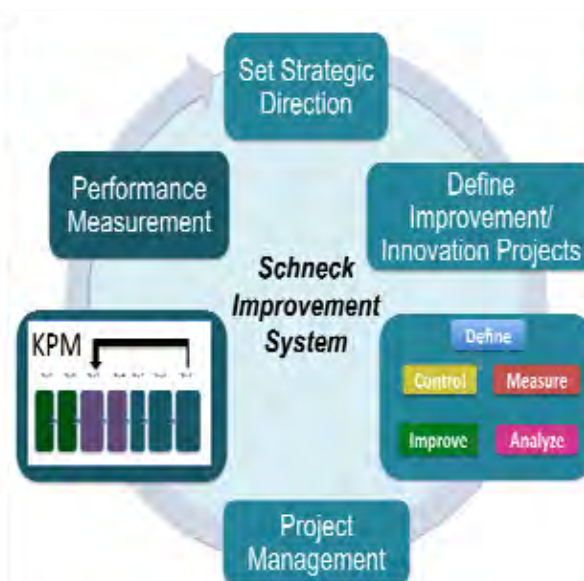 Set Strategic
Direction
Performance
Measurement
Define
Improvement/
Innovation Projects
Schneck
Improvement
System
KPM
Define
Control
Measure
Improve
Analyze
Project
Management